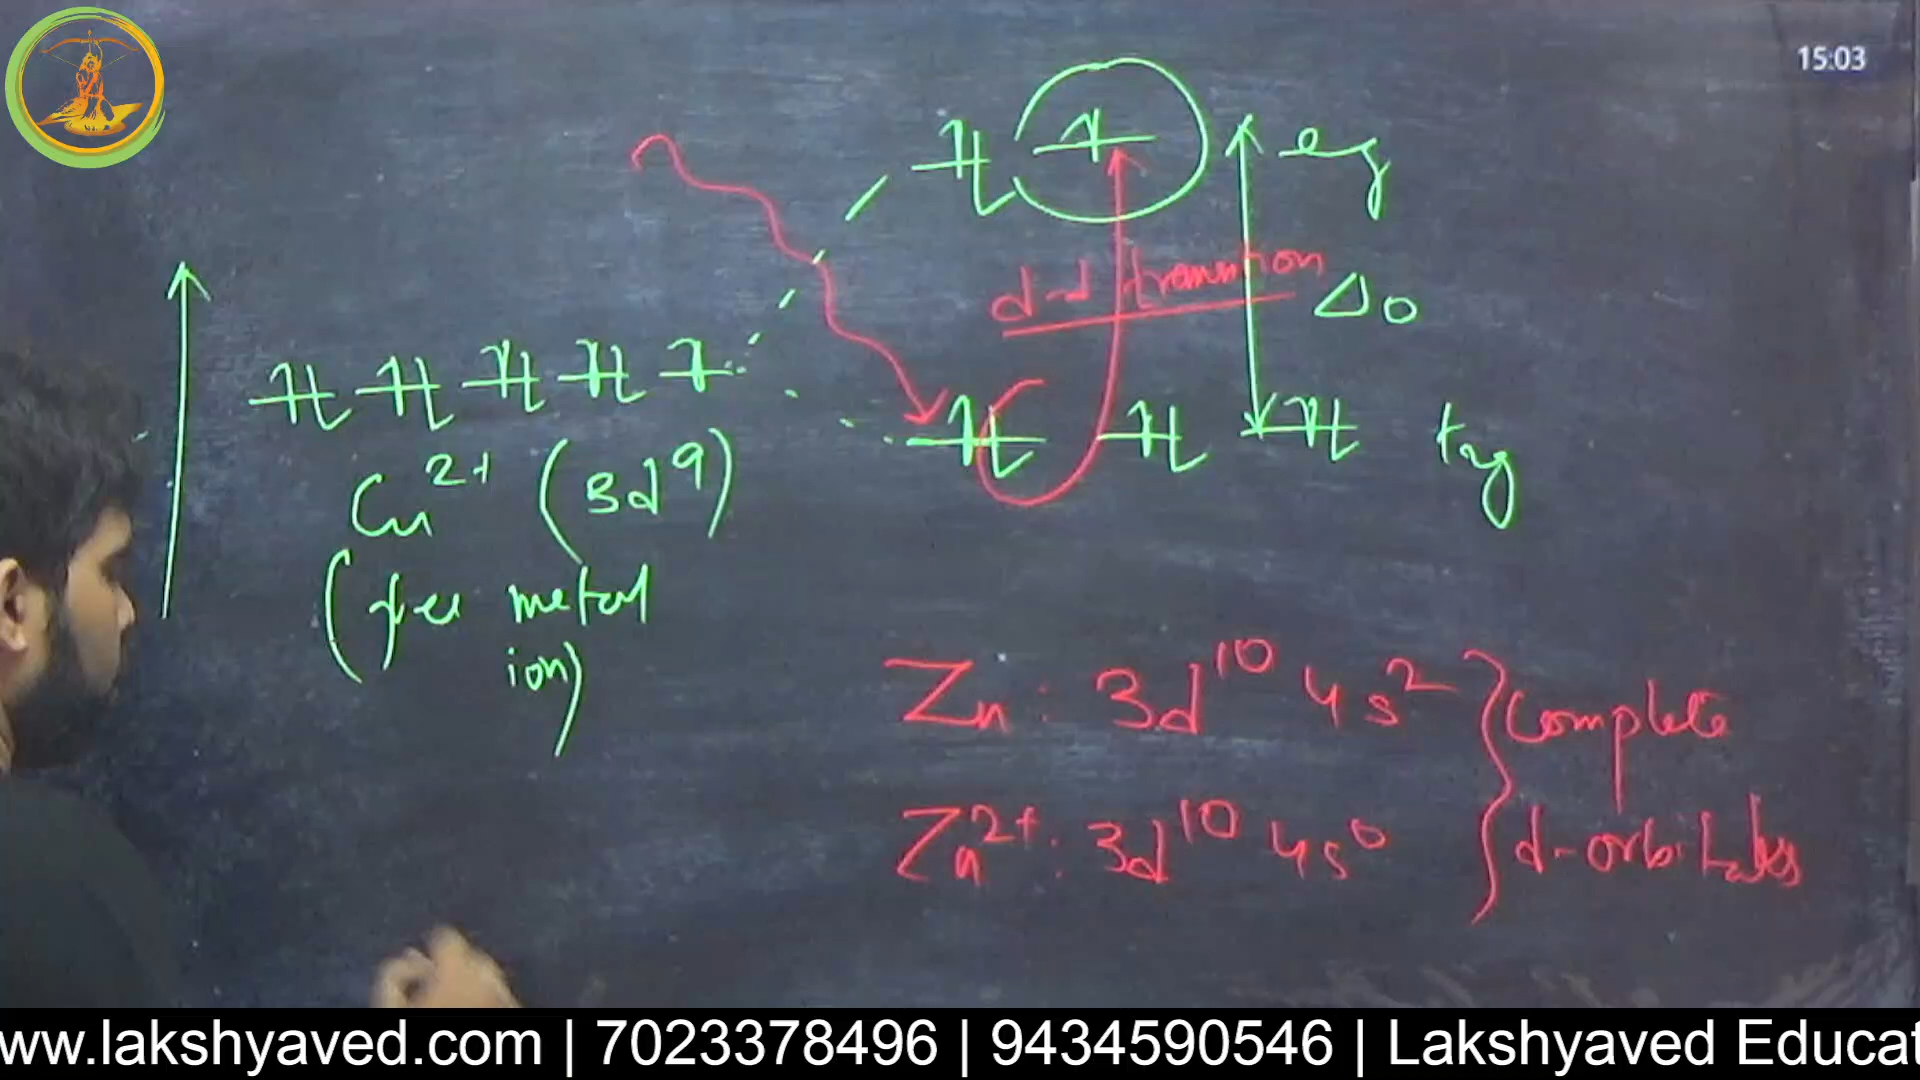 15:03
eg
d-d transition
Δo
Cu²⁺ (3d⁹)
t₂g
(free metal
ion)
Zn : 3d¹⁰ 4s² } complete
Zn²⁺ : 3d¹⁰ 4s⁰ } d-orbitals
ww.lakshyaved.com | 7023378496 | 9434590546 | Lakshyaved Educat